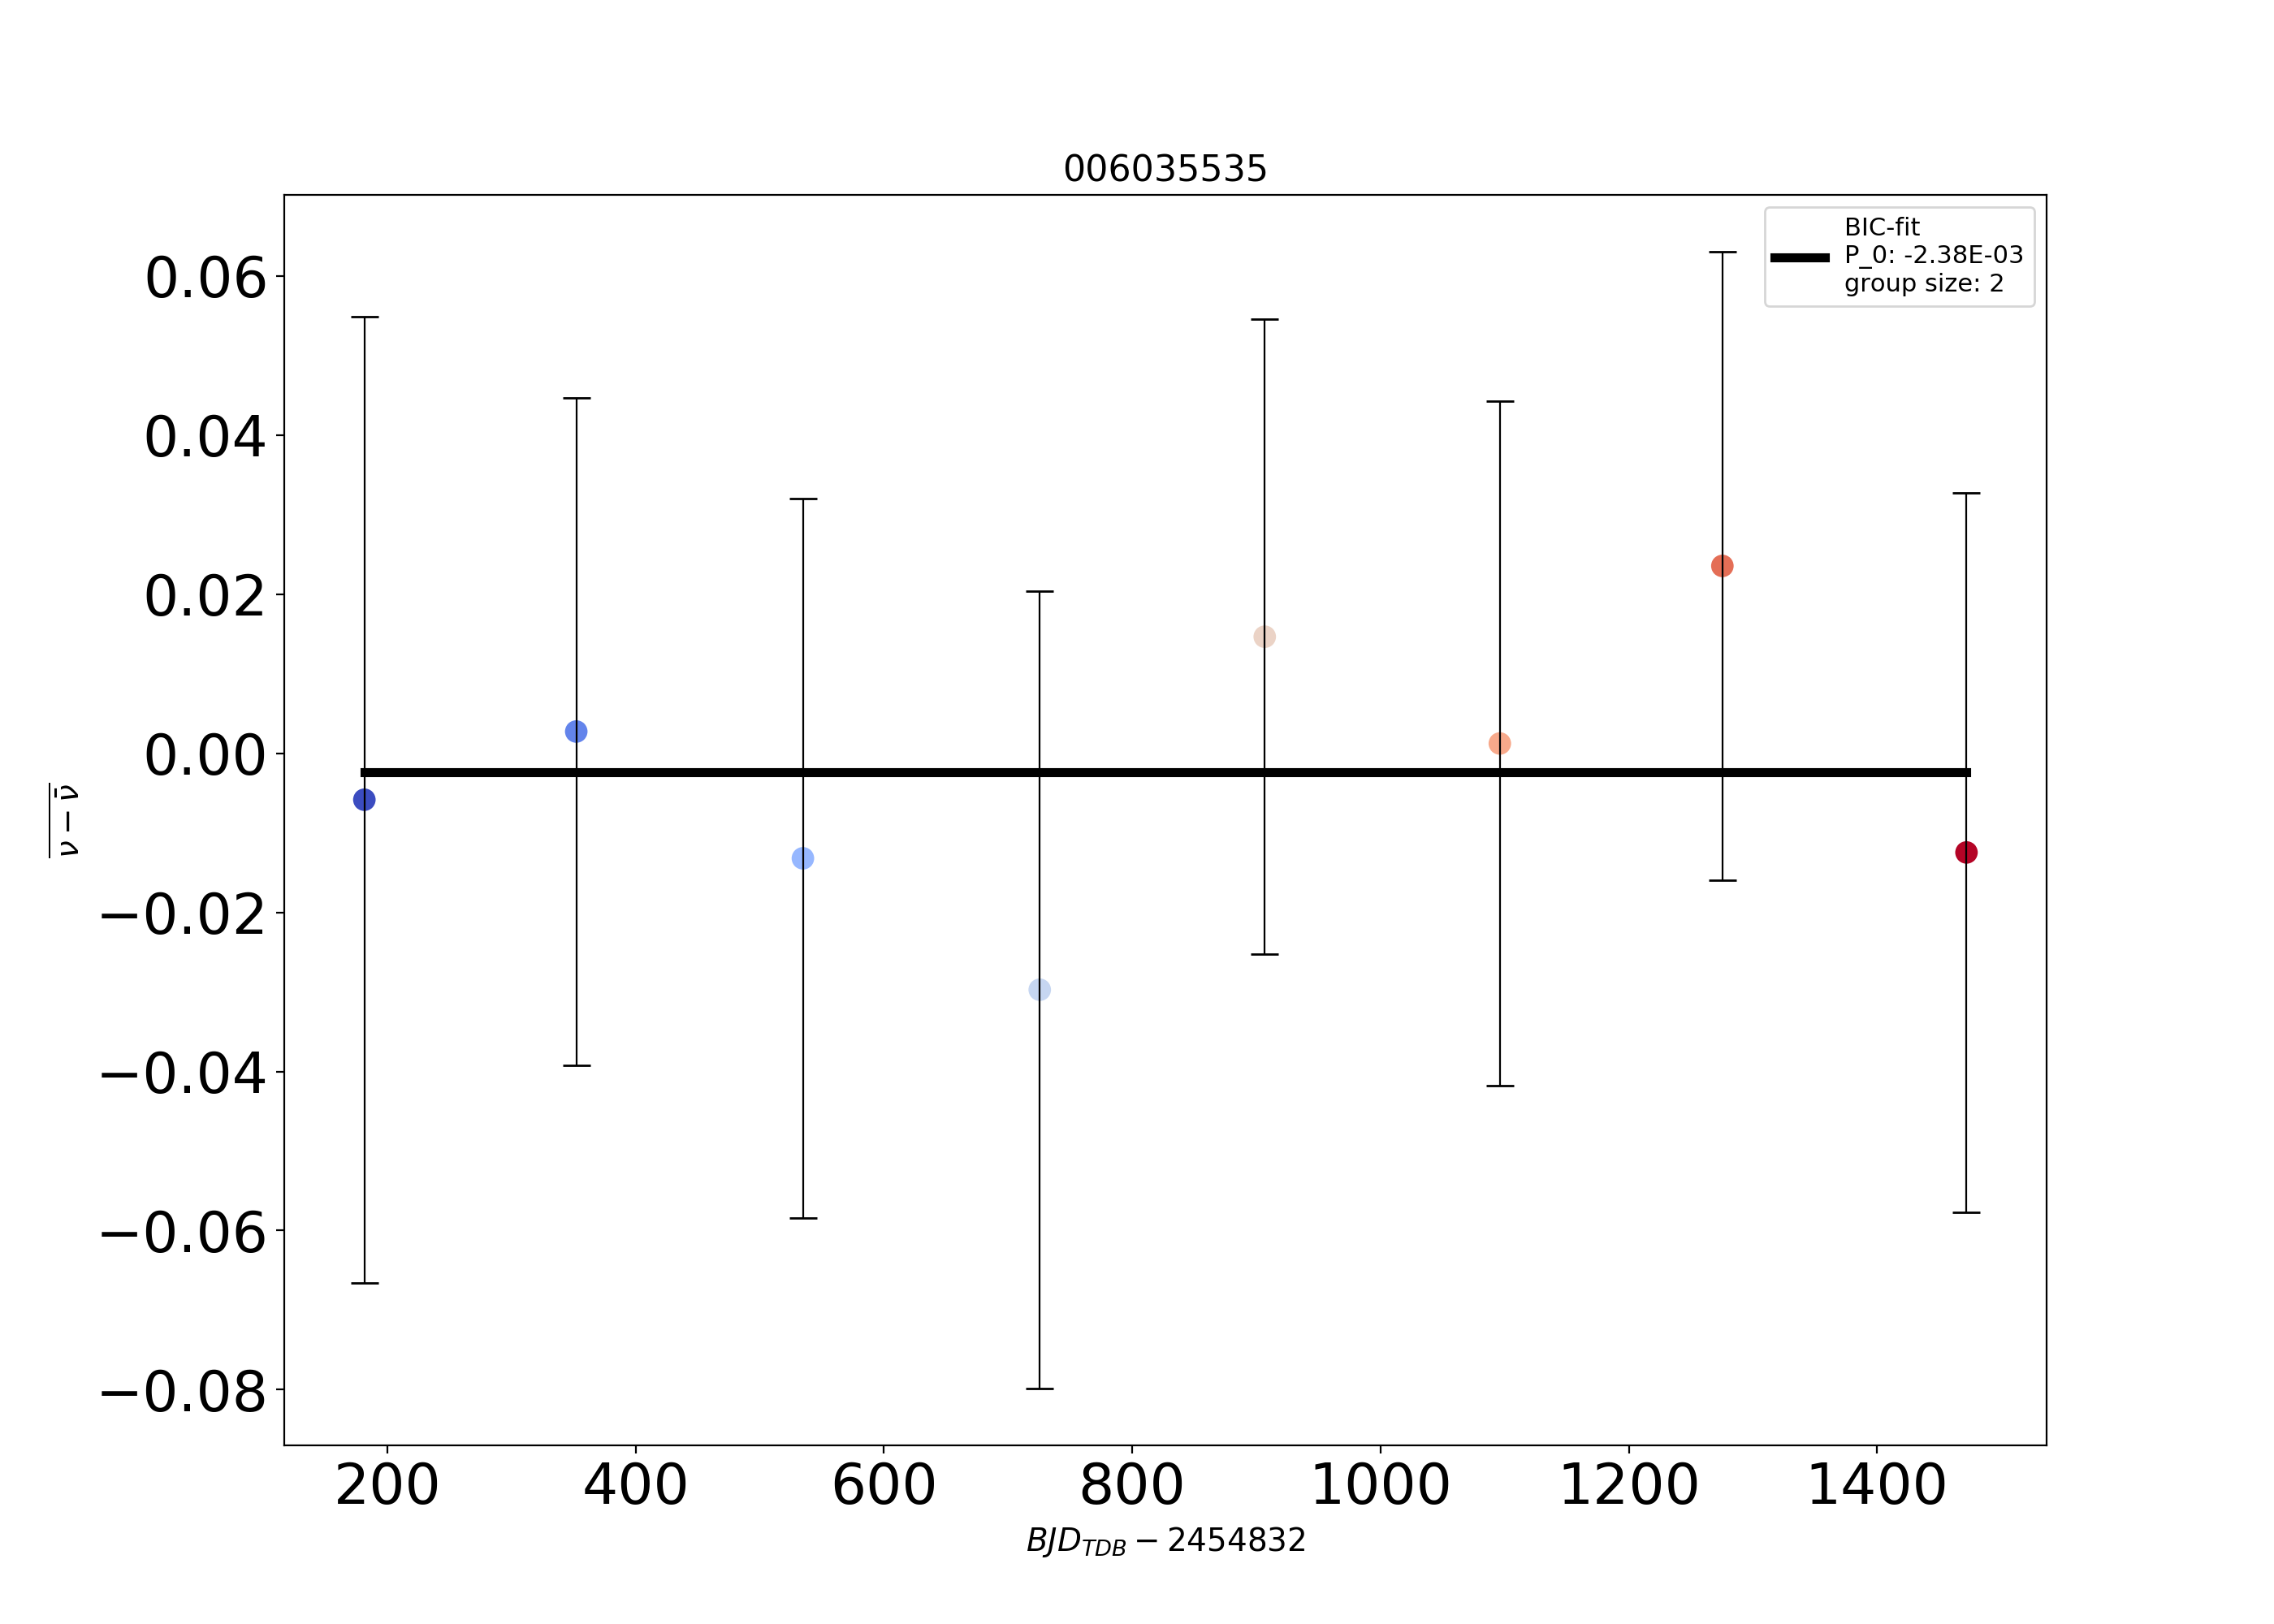 006035535
BIC-fit
P_0: -2.38E-03
group size: 2
0.06
0.04
0.02
0.00
−0.02
−0.04
−0.06
−0.08
ν − ν̄
200 400 600 800 1000 1200 1400
BJD_TDB − 2454832